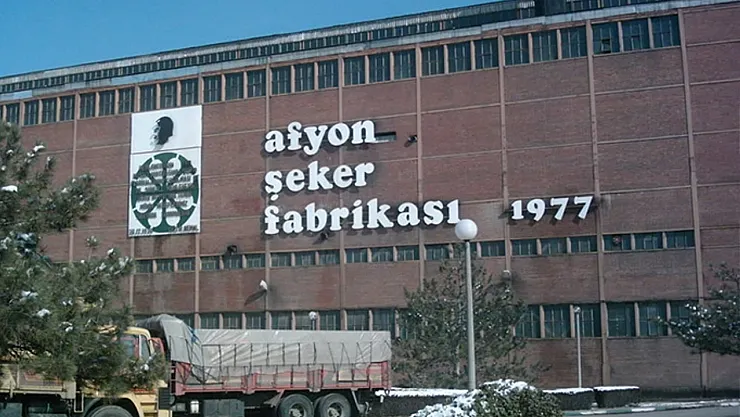 afyon
şeker
fabrikası 1977